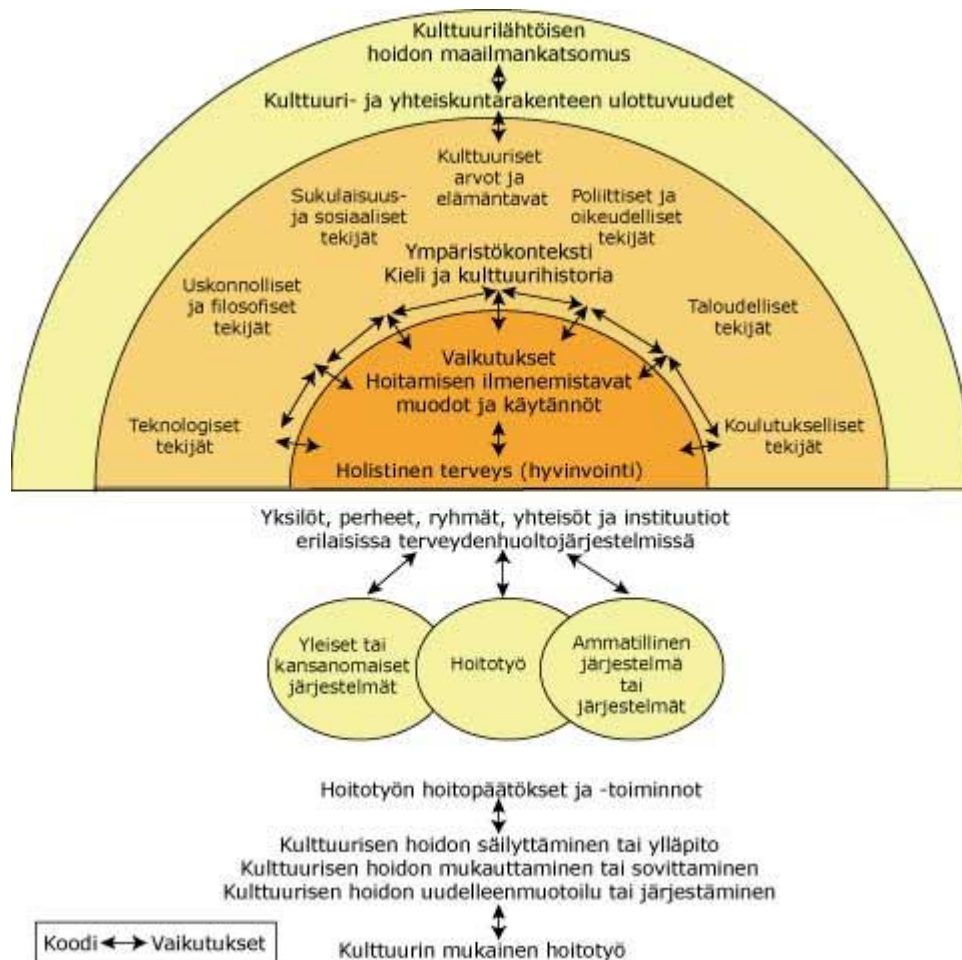 Kulttuurilähtöisen
hoidon maailmankatsomus
Kulttuuri- ja yhteiskuntarakenteen ulottuvuudet
Kulttuuriset
arvot ja
elämäntavat
Sukulaisuus-
ja sosiaaliset
tekijät
Poliittiset ja
oikeudelliset
tekijät
Ympäristökonteksti
Kieli ja kulttuurihistoria
Uskonnolliset
ja filosofiset
tekijät
Taloudelliset
tekijät
Vaikutukset
Hoitamisen ilmenemistavat
muodot ja käytännöt
Teknologiset
tekijät
Koulutukselliset
tekijät
Holistinen terveys (hyvinvointi)
Yksilöt, perheet, ryhmät, yhteisöt ja instituutiot
erilaisissa terveydenhuoltojärjestelmissä
Yleiset tai
kansanomaiset
järjestelmät
Hoitotyö
Ammatillinen
järjestelmä
tai
järjestelmät
Hoitotyön hoitopäätökset ja -toiminnot
Kulttuurisen hoidon säilyttäminen tai ylläpito
Kulttuurisen hoidon mukauttaminen tai sovittaminen
Kulttuurisen hoidon uudelleenmuotoilu tai järjestäminen
Kulttuurin mukainen hoitotyö
Koodi Vaikutukset